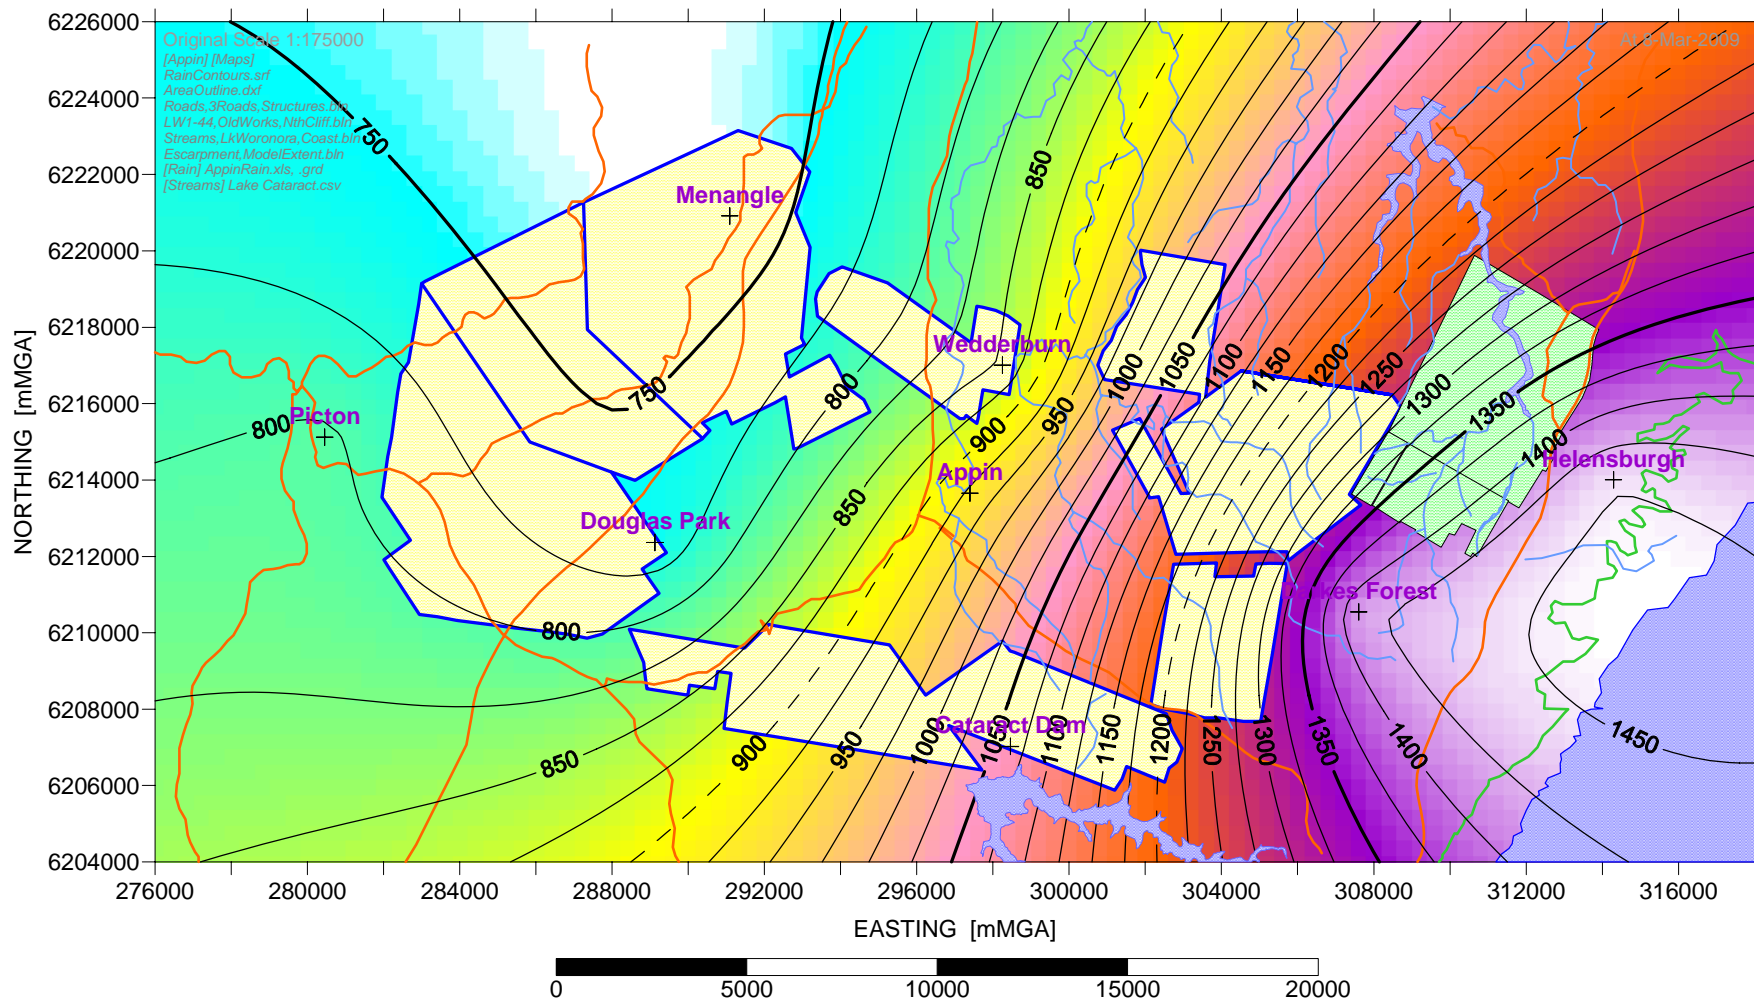 Original Scale 1:175000
At 8-Mar-2009
[Appin] [Maps]
RainContours.srf
AreaOutline.dxf
Roads,3Roads,Structures.bln
LW1-44,OldWorks,NthCliff.bln
Streams,LkWoronora,Coast.bln
Escarpment,ModelExtent.bln
[Rain] AppinRain.xls, .grd
[Streams] Lake Cataract.csv
6226000
6224000
6222000
6220000
6218000
6216000
6214000
6212000
6210000
6208000
6206000
6204000
NORTHING [mMGA]
750
850
Menangle
Wedderburn
750
800
1000
1050
1100
1150
1200
1250
1300
1350
1400
Picton
800
900
950
Appin
Helensburgh
850
Douglas Park
800
Darkes Forest
Cataract Dam
850
900
950
1000
1050
1100
1150
1200
1250
1300
1350
1400
1450
276000
280000
284000
288000
292000
296000
300000
304000
308000
312000
316000
EASTING [mMGA]
0
5000
10000
15000
20000